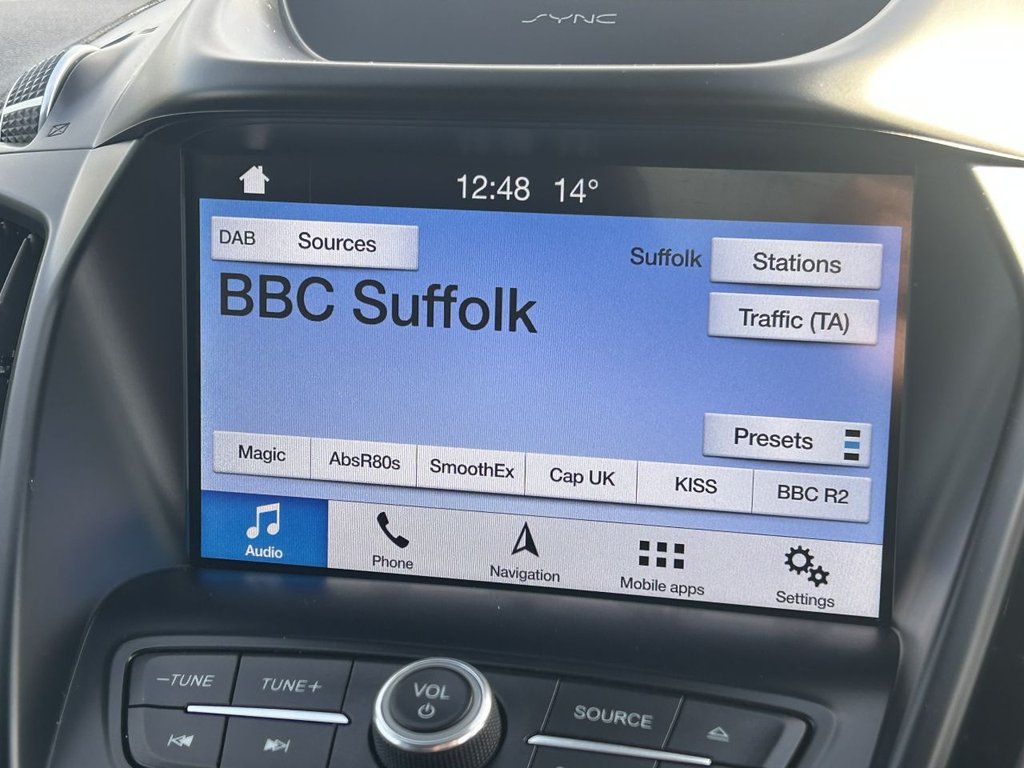 SYNC
12:48 14°
DAB Sources
Suffolk Stations
BBC Suffolk
Traffic (TA)
Presets
Magic AbsR80s SmoothEx Cap UK KISS BBC R2
Audio Phone Navigation Mobile apps Settings
–TUNE TUNE+ VOL SOURCE